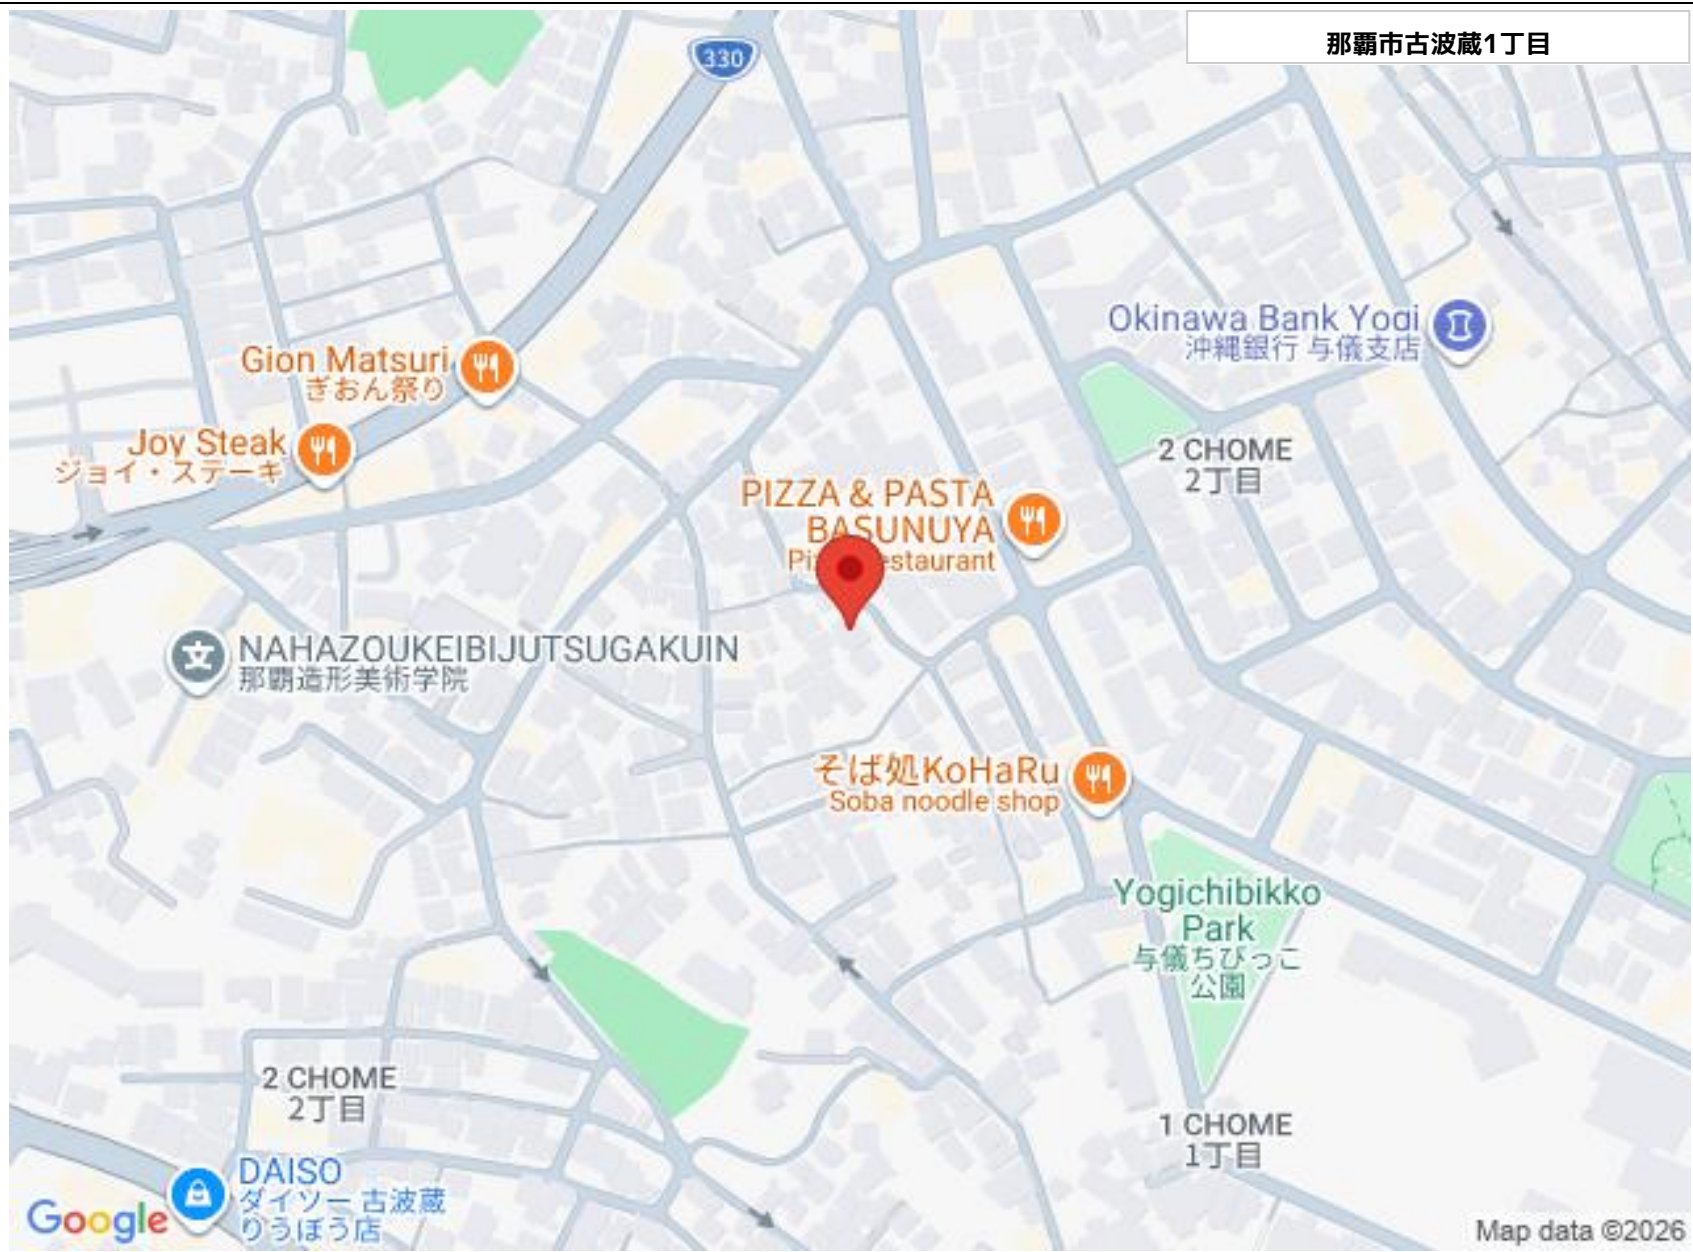 那覇市古波蔵1丁目
330
Okinawa Bank Yogi
沖縄銀行 与儀支店
Gion Matsuri
ぎおん祭り
Joy Steak
ジョイ・ステーキ
2 CHOME
2丁目
PIZZA & PASTA
BASUNUYA
Pizza restaurant
NAHAZOUKEIBIJUTSUGAKUIN
那覇造形美術学院
そば処KoHaRu
Soba noodle shop
Yogichibikko
Park
与儀ちびっこ
公園
2 CHOME
2丁目
1 CHOME
1丁目
DAISO
ダイソー 古波蔵
りうぼう店
Google
Map data ©2026